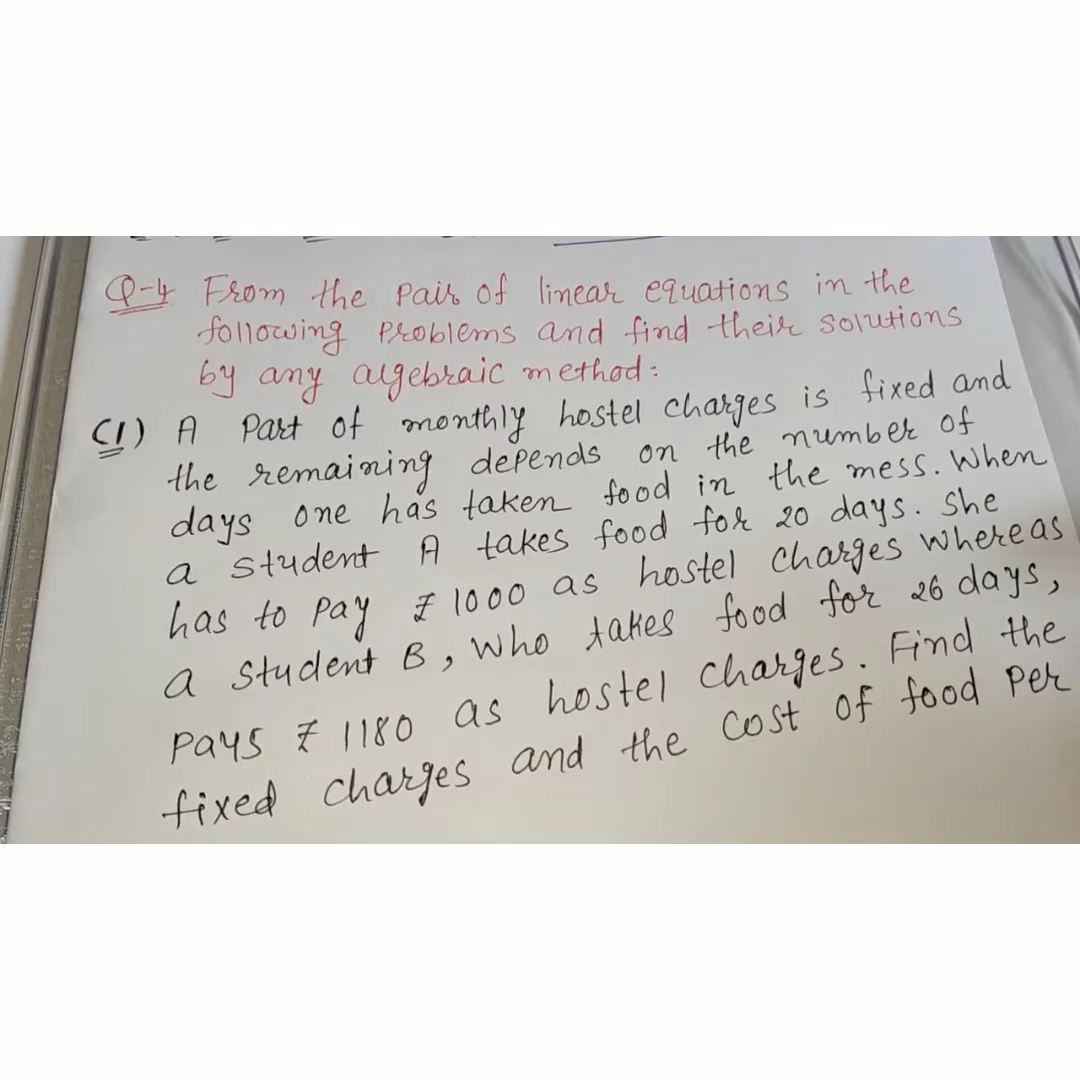 Q-4 From the pair of linear equations in the
following problems and find their solutions
by any algebraic method:
(1) A part of monthly hostel charges is fixed and
the remaining depends on the number of
days one has taken food in the mess. When
a student A takes food for 20 days. She
has to pay ₹ 1000 as hostel charges whereas
a student B, who takes food for 26 days,
pays ₹ 1180 as hostel charges. Find the
fixed charges and the cost of food per